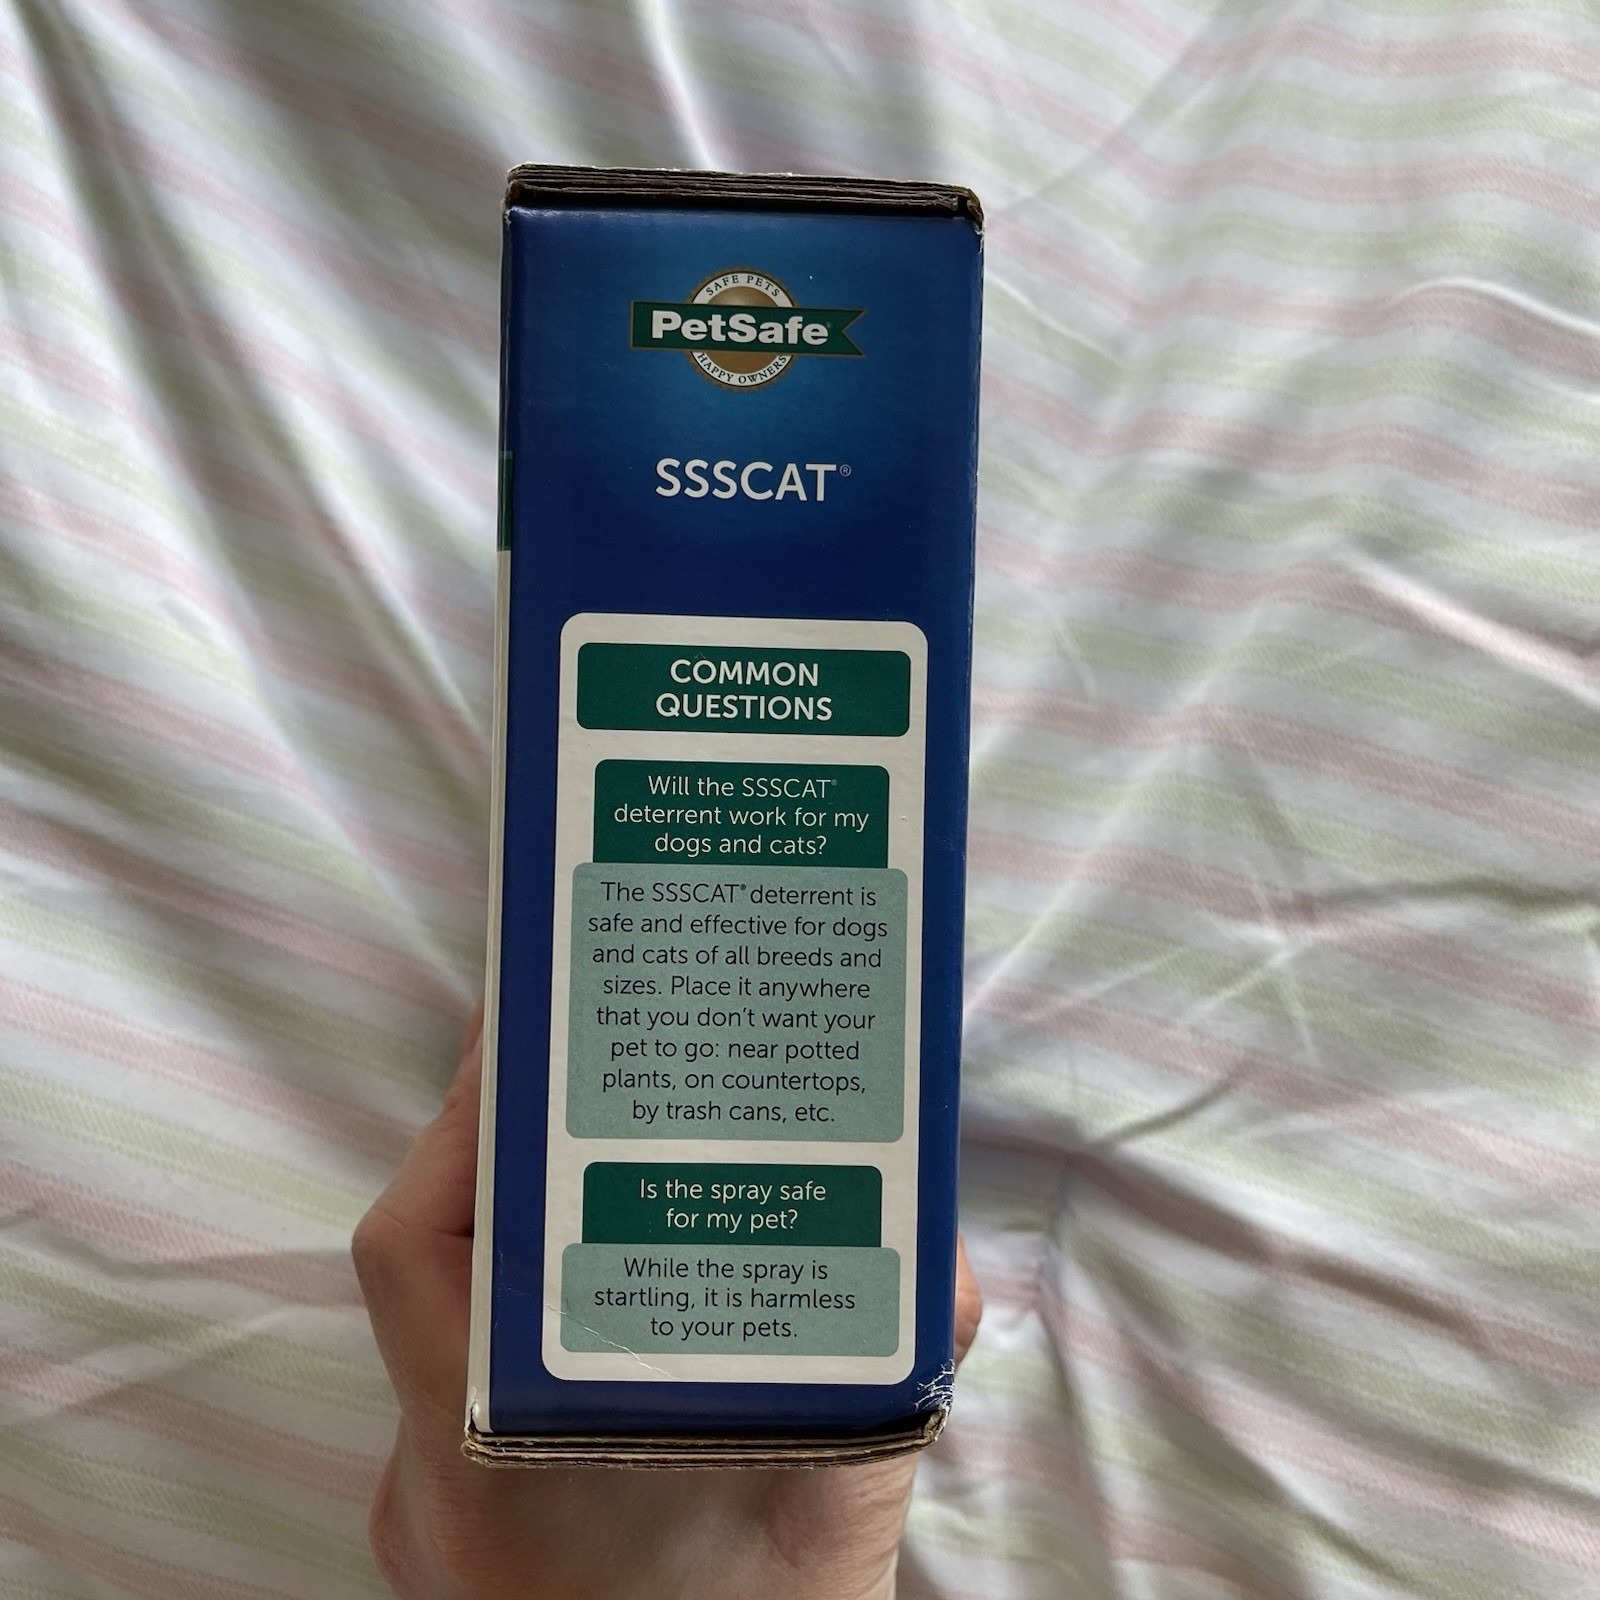 SAFE PETS
PetSafe
HAPPY OWNERS
SSSCAT®
COMMON
QUESTIONS
Will the SSSCAT®
deterrent work for my
dogs and cats?
The SSSCAT® deterrent is
safe and effective for dogs
and cats of all breeds and
sizes. Place it anywhere
that you don't want your
pet to go: near potted
plants, on countertops,
by trash cans, etc.
Is the spray safe
for my pet?
While the spray is
startling, it is harmless
to your pets.